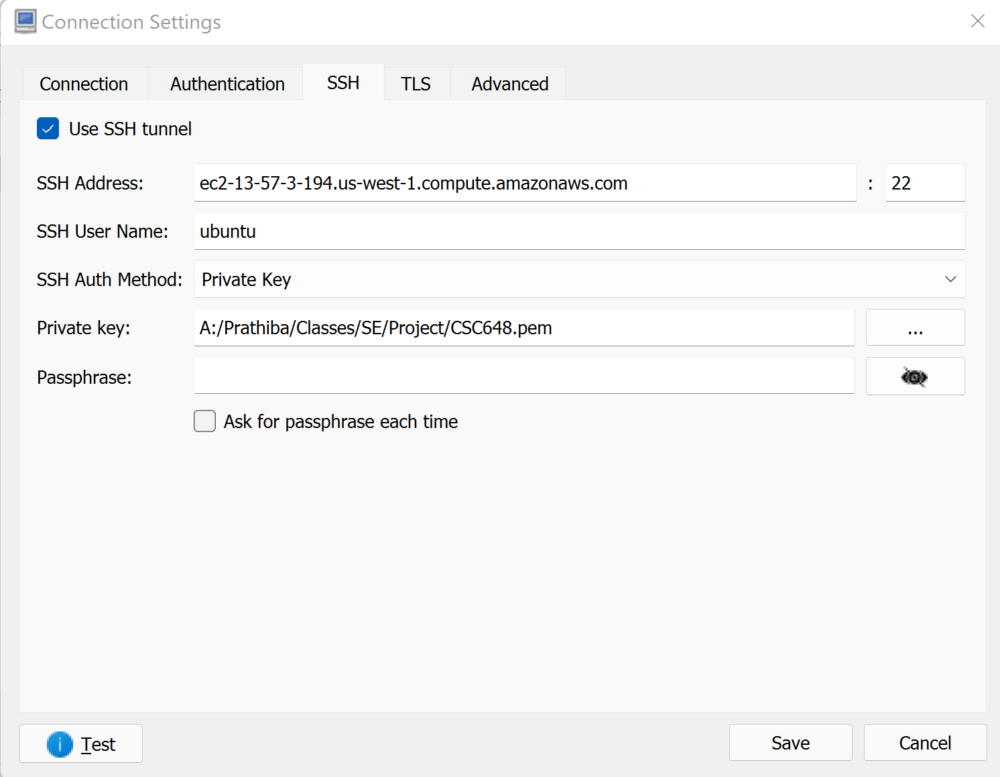 Connection Settings
Connection Authentication SSH TLS Advanced
Use SSH tunnel
SSH Address: ec2-13-57-3-194.us-west-1.compute.amazonaws.com : 22
SSH User Name: ubuntu
SSH Auth Method: Private Key
Private key: A:/Prathiba/Classes/SE/Project/CSC648.pem ...
Passphrase:
Ask for passphrase each time
Test Save Cancel